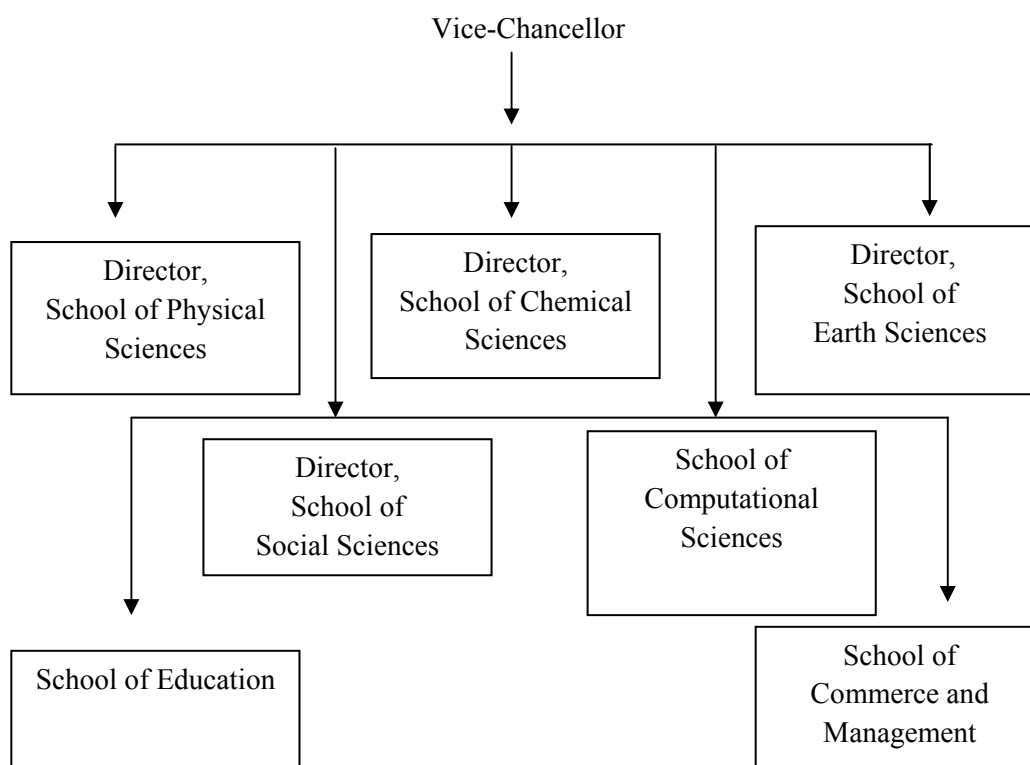 Vice-Chancellor
Director,
School of Physical
Sciences
Director,
School of Chemical
Sciences
Director,
School of
Earth Sciences
Director,
School of
Social Sciences
School of
Computational
Sciences
School of Education
School of
Commerce and
Management